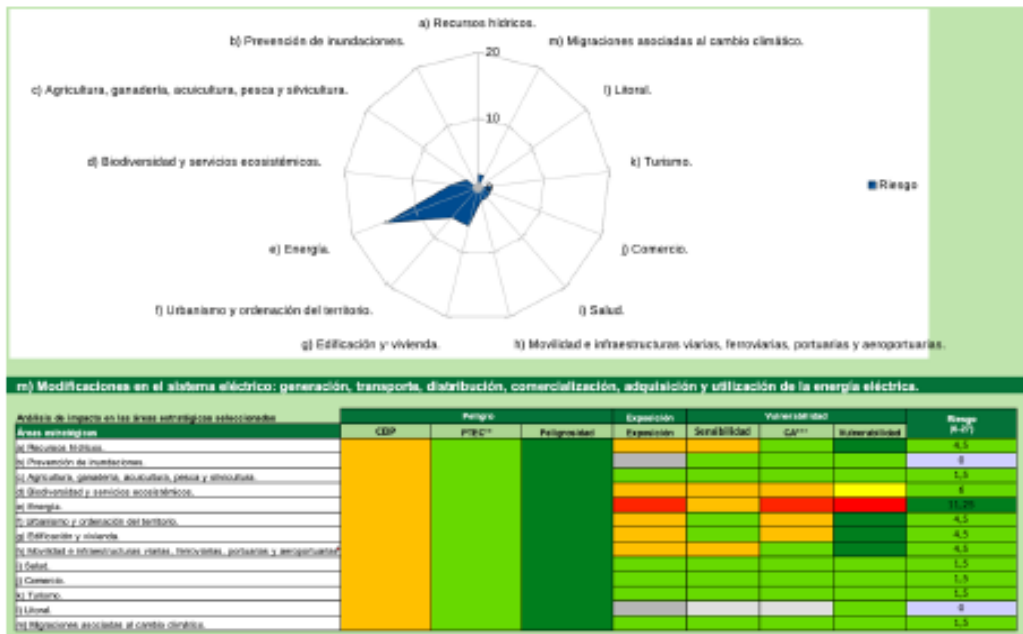 a) Recursos hídricos.
b) Prevención de inundaciones.
m) Migraciones asociadas al cambio climático.
20
c) Agricultura, ganadería, acuicultura, pesca y silvicultura.
l) Litoral.
10
d) Biodiversidad y servicios ecosistémicos.
k) Turismo.
Riesgo
e) Energía.
j) Comercio.
f) Urbanismo y ordenación del territorio.
i) Salud.
g) Edificación y vivienda.
h) Movilidad e infraestructuras viarias, ferroviarias, portuarias y aeroportuarias.
m) Modificaciones en el sistema eléctrico: generación, transporte, distribución, comercialización, adquisición y utilización de la energía eléctrica.
Análisis de impacto en las áreas estratégicas seleccionadas Peligro Exposición Vulnerabilidad Riesgo
Áreas estratégicas Peligrosidad Exposición Sensibilidad Vulnerabilidad
a) Recursos hídricos. 4,5
b) Prevención de inundaciones. 0
c) Agricultura, ganadería, acuicultura, pesca y silvicultura. 1,5
d) Biodiversidad y servicios ecosistémicos. 6
e) Energía. 11,25
f) Urbanismo y ordenación del territorio. 4,5
g) Edificación y vivienda. 4,5
h) Movilidad e infraestructuras viarias, ferroviarias, portuarias y aeroportuarias 4,5
i) Salud. 1,5
j) Comercio. 1,5
k) Turismo. 1,5
l) Litoral. 0
m) Migraciones asociadas al cambio climático. 1,5